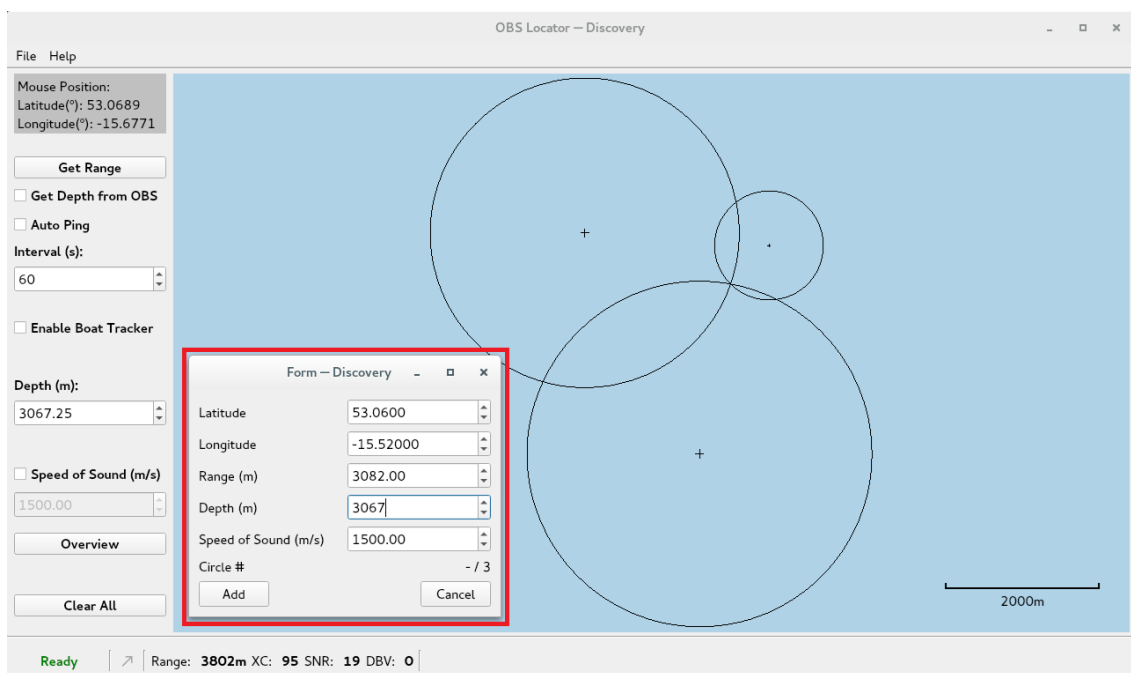 OBS Locator — Discovery
File Help
Mouse Position:
Latitude(°): 53.0689
Longitude(°): -15.6771
Get Range
Get Depth from OBS
Auto Ping
Interval (s):
60
Enable Boat Tracker
Depth (m):
3067.25
Speed of Sound (m/s)
1500.00
Overview
Clear All
Form — Discovery
Latitude 53.0600
Longitude -15.52000
Range (m) 3082.00
Depth (m) 3067
Speed of Sound (m/s) 1500.00
Circle # - / 3
Add Cancel
2000m
Ready Range: 3802m XC: 95 SNR: 19 DBV: 0